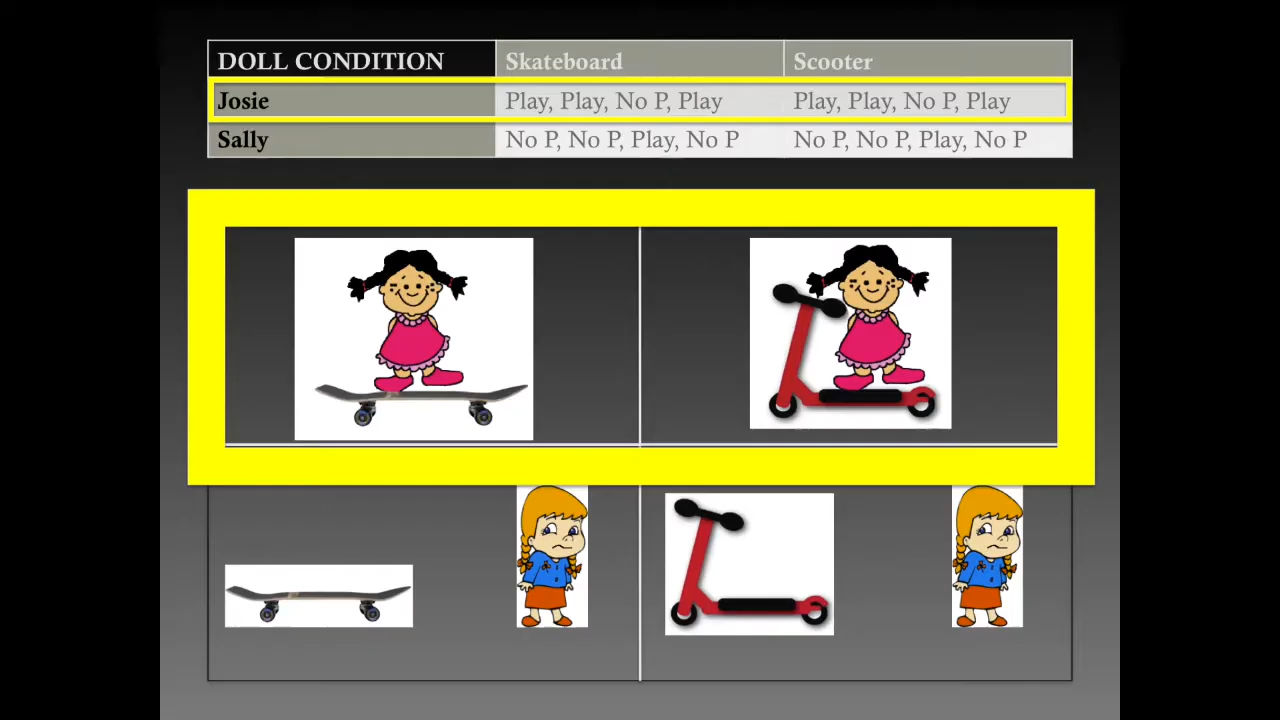 DOLL CONDITION Skateboard Scooter
Josie Play, Play, No P, Play Play, Play, No P, Play
Sally No P, No P, Play, No P No P, No P, Play, No P